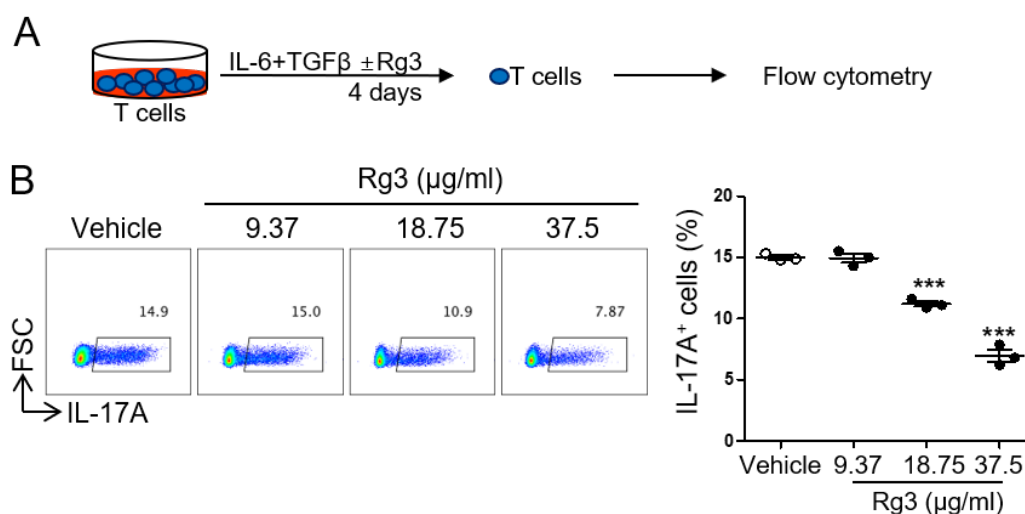 A
IL-6+TGFβ ±Rg3
4 days
T cells
T cells
Flow cytometry
B
Rg3 (μg/ml)
Vehicle
9.37
18.75
37.5
14.9
15.0
10.9
7.87
FSC
IL-17A
IL-17A⁺ cells (%)
20
15
10
5
0
***
***
Vehicle 9.37 18.75 37.5
Rg3 (μg/ml)